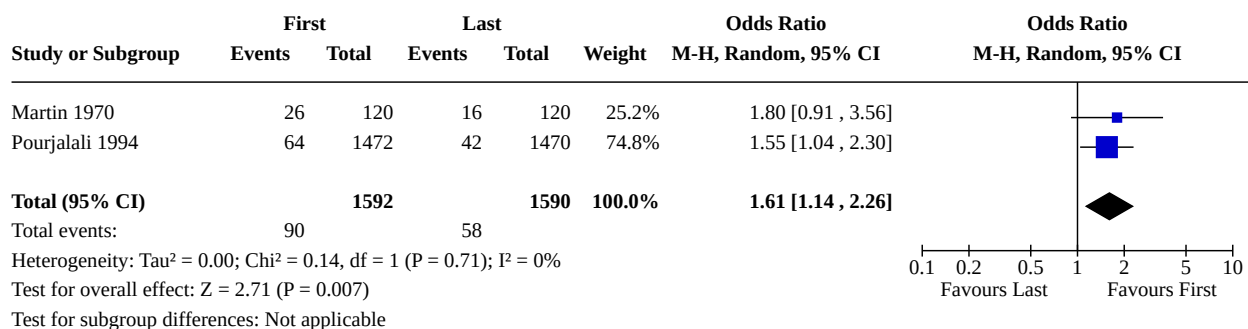 First Last Odds Ratio Odds Ratio
Study or Subgroup Events Total Events Total Weight M-H, Random, 95% CI M-H, Random, 95% CI
Martin 1970 26 120 16 120 25.2% 1.80 [0.91 , 3.56]
Pourjalali 1994 64 1472 42 1470 74.8% 1.55 [1.04 , 2.30]
Total (95% CI) 1592 1590 100.0% 1.61 [1.14 , 2.26]
Total events: 90 58
Heterogeneity: Tau² = 0.00; Chi² = 0.14, df = 1 (P = 0.71); I² = 0%
0.1 0.2 0.5 1 2 5 10
Test for overall effect: Z = 2.71 (P = 0.007) Favours Last Favours First
Test for subgroup differences: Not applicable